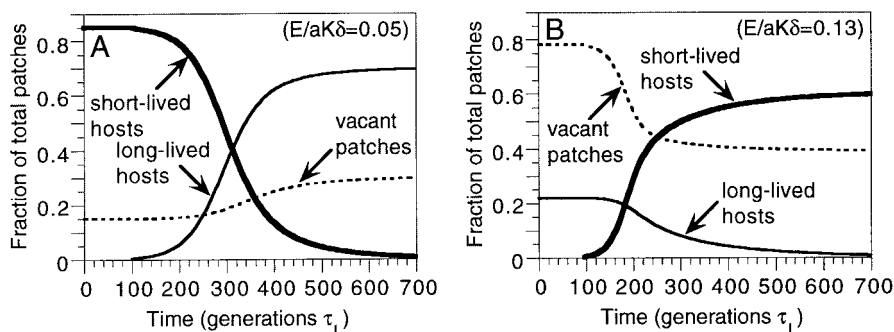 A
(E/aKδ=0.05)
Fraction of total patches
0.8
0.6
0.4
0.2
0
short-lived
hosts
long-lived
hosts
vacant
patches
0 100 200 300 400 500 600 700
Time (generations τL)
B
(E/aKδ=0.13)
Fraction of total patches
0.8
0.6
0.4
0.2
0
short-lived
hosts
vacant
patches
long-lived
hosts
0 100 200 300 400 500 600 700
Time (generations τL)